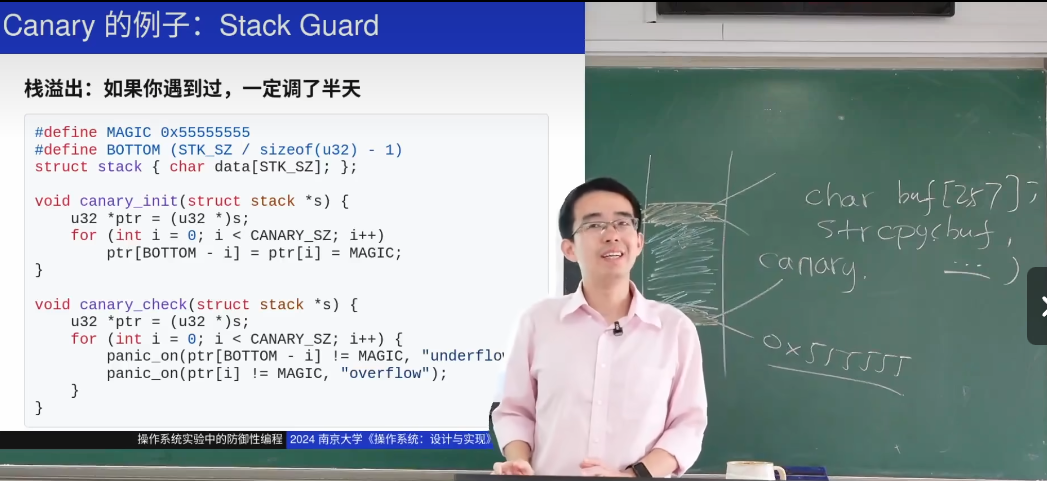 Canary 的例子：Stack Guard
栈溢出：如果你遇到过，一定调了半天
#define MAGIC 0x55555555
#define BOTTOM (STK_SZ / sizeof(u32) - 1)
struct stack { char data[STK_SZ]; };
void canary_init(struct stack *s) {
    u32 *ptr = (u32 *)s;
    for (int i = 0; i < CANARY_SZ; i++)
        ptr[BOTTOM - i] = ptr[i] = MAGIC;
}
void canary_check(struct stack *s) {
    u32 *ptr = (u32 *)s;
    for (int i = 0; i < CANARY_SZ; i++) {
        panic_on(ptr[BOTTOM - i] != MAGIC, "underflo
        panic_on(ptr[i] != MAGIC, "overflow");
    }
}
操作系统实验中的防御性编程 2024 南京大学《操作系统：设计与实现》
char buf[257];
strcpy(buf,
canary. ... )
0x555555